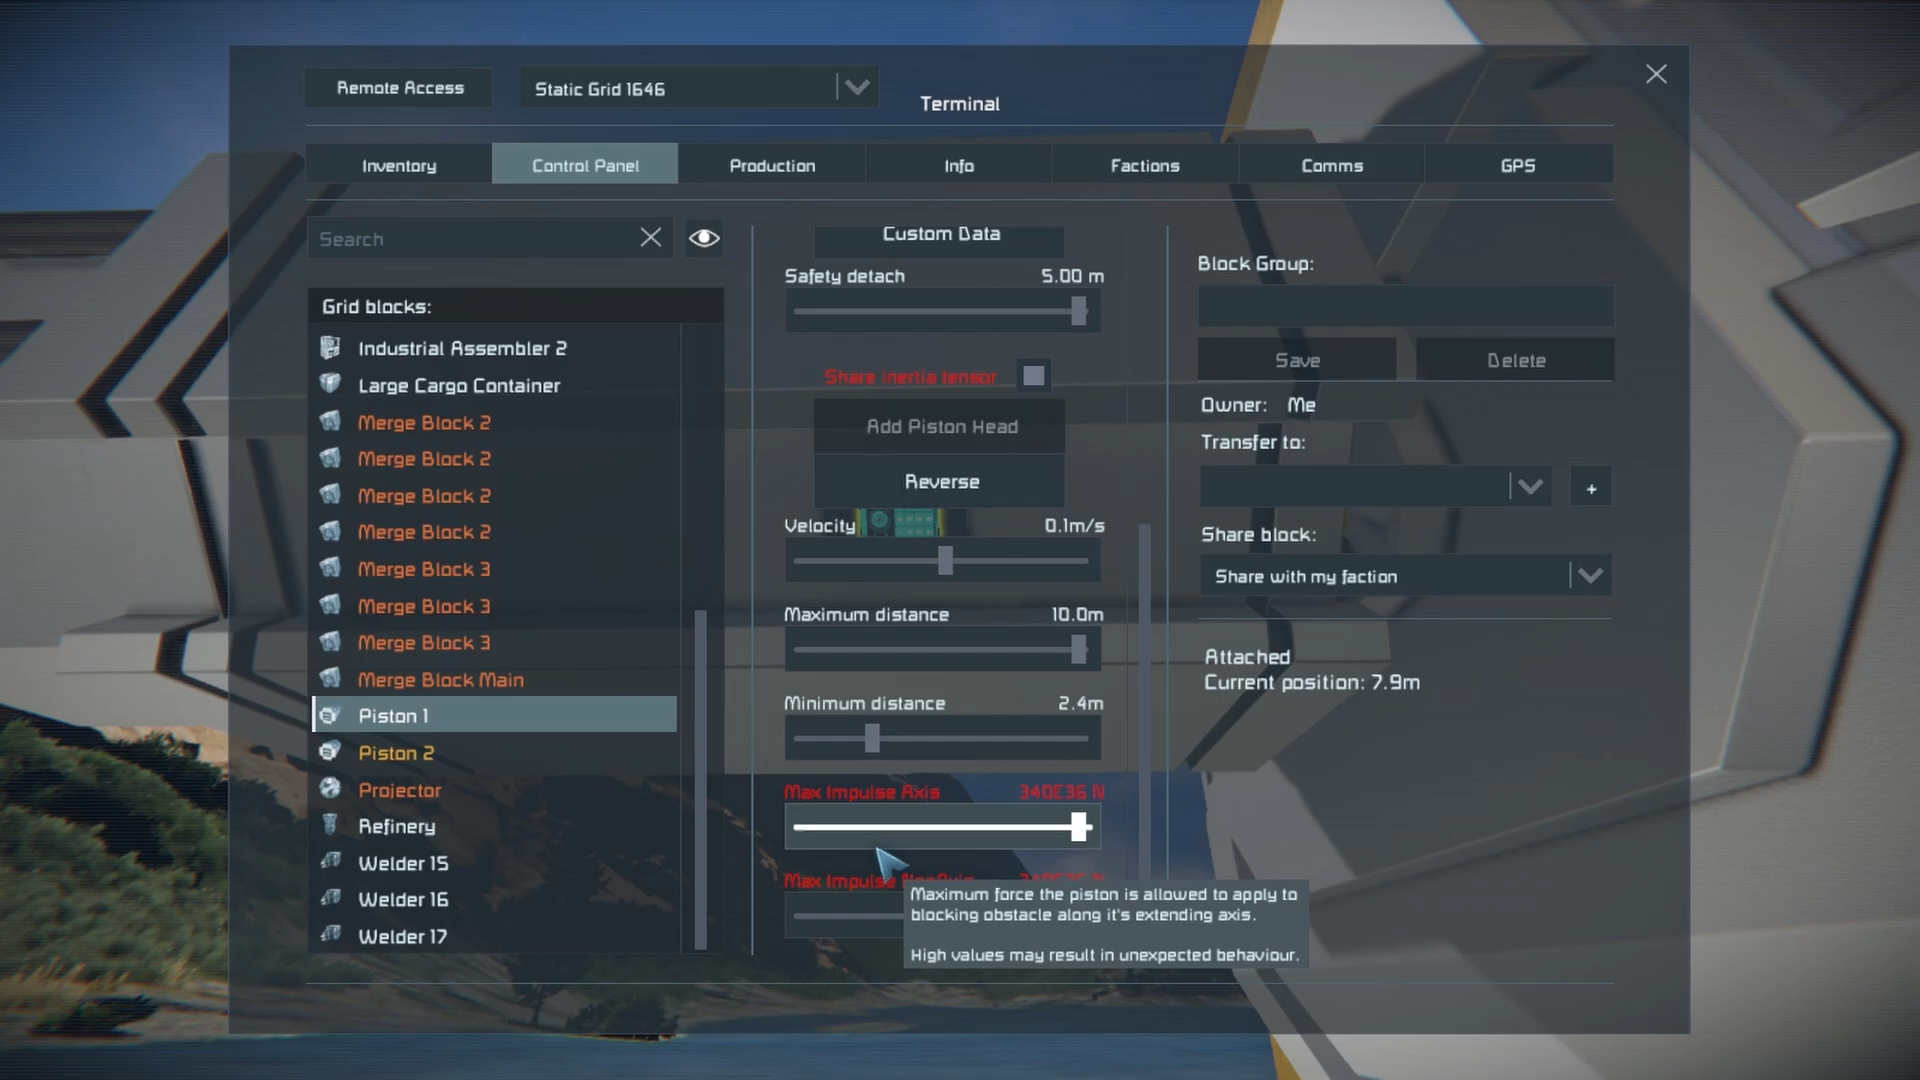 Remote Access
Static Grid 1646
Terminal
Inventory
Control Panel
Production
Info
Factions
Comms
GPS
Search
Grid blocks:
Industrial Assembler 2
Large Cargo Container
Merge Block 2
Merge Block 2
Merge Block 2
Merge Block 2
Merge Block 3
Merge Block 3
Merge Block 3
Merge Block Main
Piston 1
Piston 2
Projector
Refinery
Welder 15
Welder 16
Welder 17
Custom Data
Safety detach 5.00 m
Share inertia tensor
Add Piston Head
Reverse
Velocity 0.1m/s
Maximum distance 10.0m
Minimum distance 2.4m
Max Impulse Axis 340E36 N
Max Impulse
Maximum force the piston is allowed to apply to
blocking obstacle along it's extending axis.
High values may result in unexpected behaviour.
Block Group:
Save
Delete
Owner: Me
Transfer to:
+
Share block:
Share with my faction
Attached
Current position: 7.9m